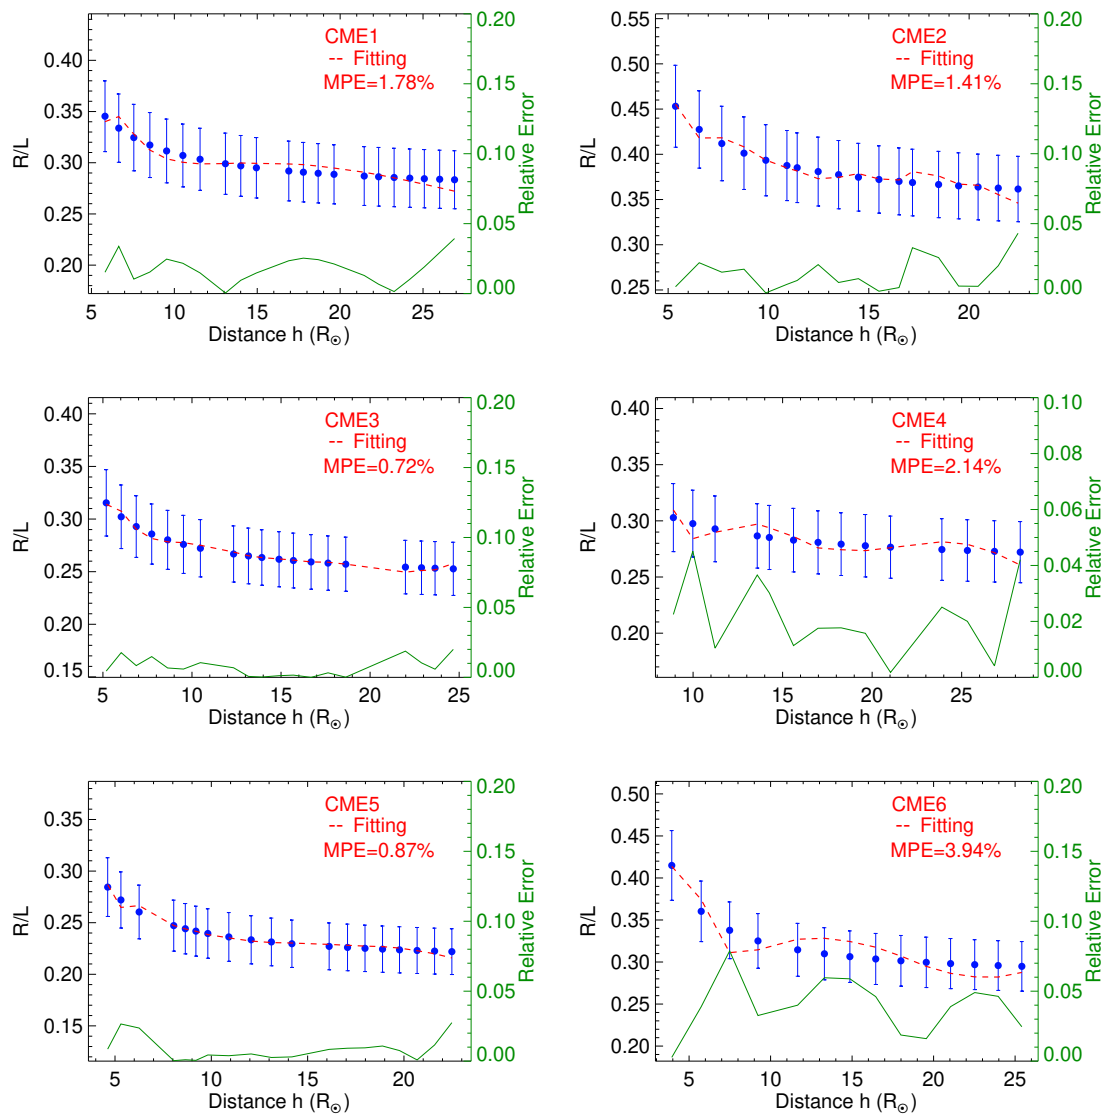 CME1
-- Fitting
MPE=1.78%
0.40
0.35
0.30
0.25
0.20
R/L
0.20
0.15
0.10
0.05
0.00
Relative Error
5 10 15 20 25
Distance h (R☉)
CME2
-- Fitting
MPE=1.41%
0.55
0.50
0.45
0.40
0.35
0.30
0.25
R/L
0.20
0.15
0.10
0.05
0.00
Relative Error
5 10 15 20
Distance h (R☉)
CME3
-- Fitting
MPE=0.72%
0.40
0.35
0.30
0.25
0.20
0.15
R/L
0.20
0.15
0.10
0.05
0.00
Relative Error
5 10 15 20 25
Distance h (R☉)
CME4
-- Fitting
MPE=2.14%
0.40
0.35
0.30
0.25
0.20
R/L
0.10
0.08
0.06
0.04
0.02
0.00
Relative Error
10 15 20 25
Distance h (R☉)
CME5
-- Fitting
MPE=0.87%
0.35
0.30
0.25
0.20
0.15
R/L
0.20
0.15
0.10
0.05
0.00
Relative Error
5 10 15 20
Distance h (R☉)
CME6
-- Fitting
MPE=3.94%
0.50
0.45
0.40
0.35
0.30
0.25
0.20
R/L
0.20
0.15
0.10
0.05
0.00
Relative Error
5 10 15 20 25
Distance h (R☉)